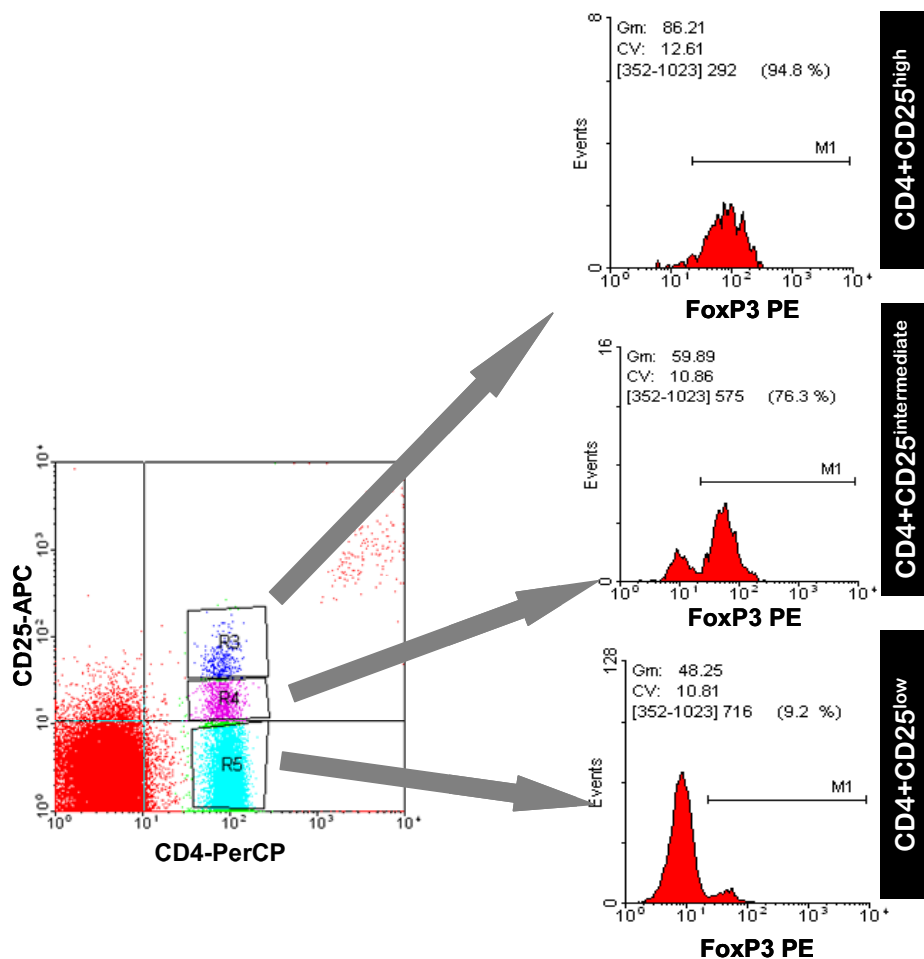 8
Gm: 86.21
CV: 12.61
[352-1023] 292 (94.8 %)
M1
Events
0
10⁰ 10¹ 10² 10³ 10⁴
FoxP3 PE
CD4+CD25high
16
Gm: 59.89
CV: 10.86
[352-1023] 575 (76.3 %)
M1
Events
0
10⁰ 10¹ 10² 10³ 10⁴
FoxP3 PE
CD4+CD25intermediate
10⁴
10³
10²
10¹
10⁰
CD25-APC
R3
R4
R5
10⁰ 10¹ 10² 10³ 10⁴
CD4-PerCP
128
Gm: 48.25
CV: 10.81
[352-1023] 716 (9.2 %)
M1
Events
0
10⁰ 10¹ 10² 10³ 10⁴
FoxP3 PE
CD4+CD25low